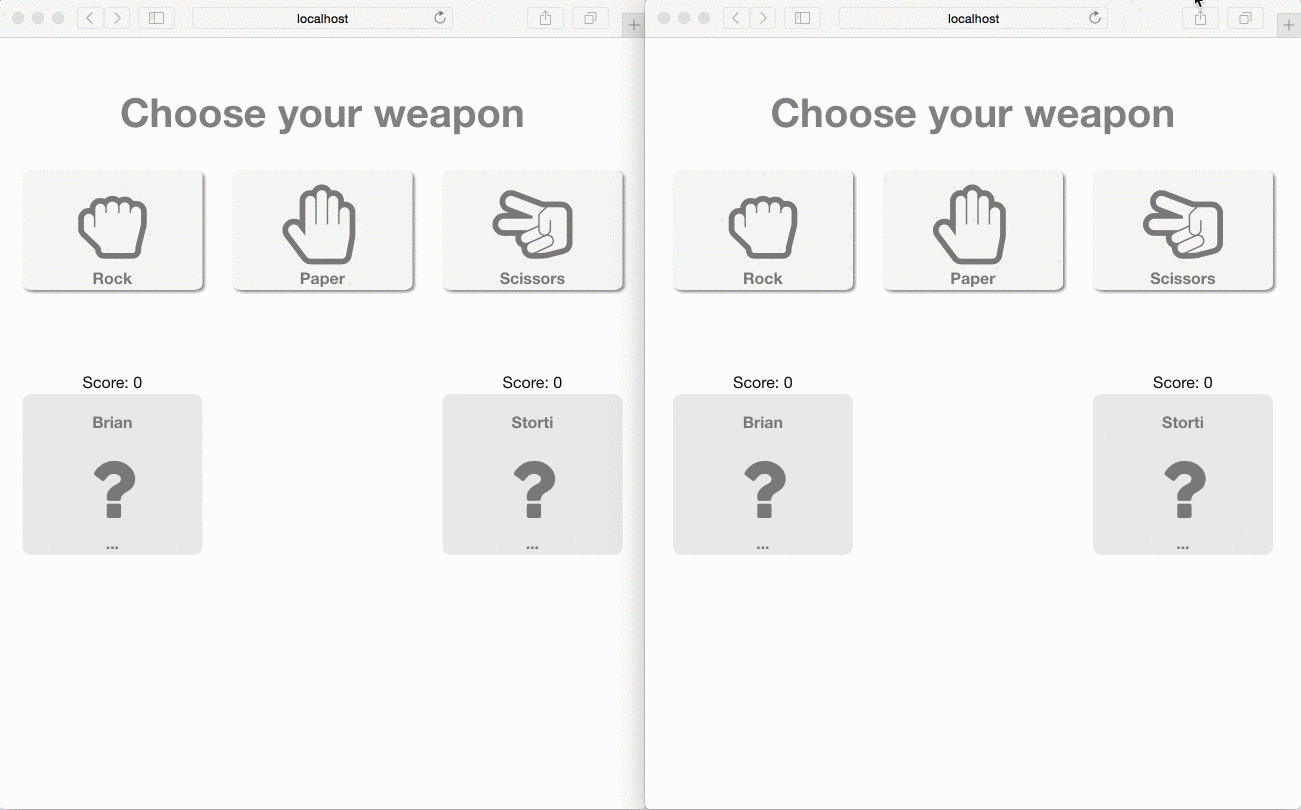 localhost
Choose your weapon
Rock Paper Scissors
Score: 0 Score: 0
Brian Storti
? ?
... ...
localhost
Choose your weapon
Rock Paper Scissors
Score: 0 Score: 0
Brian Storti
? ?
... ...